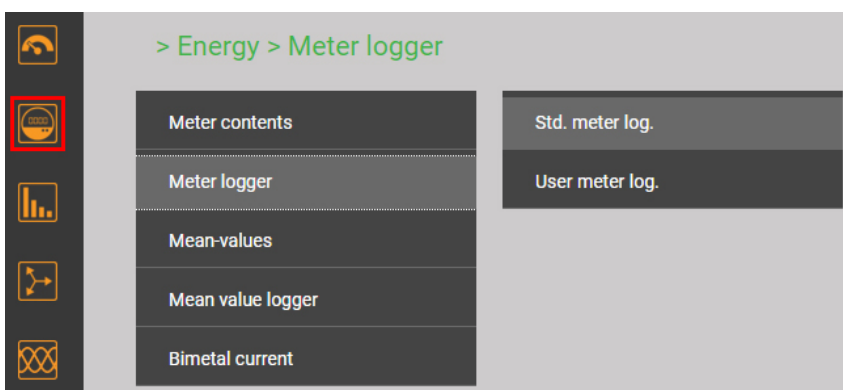 > Energy > Meter logger
Meter contents
Meter logger
Mean-values
Mean value logger
Bimetal current
Std. meter log.
User meter log.